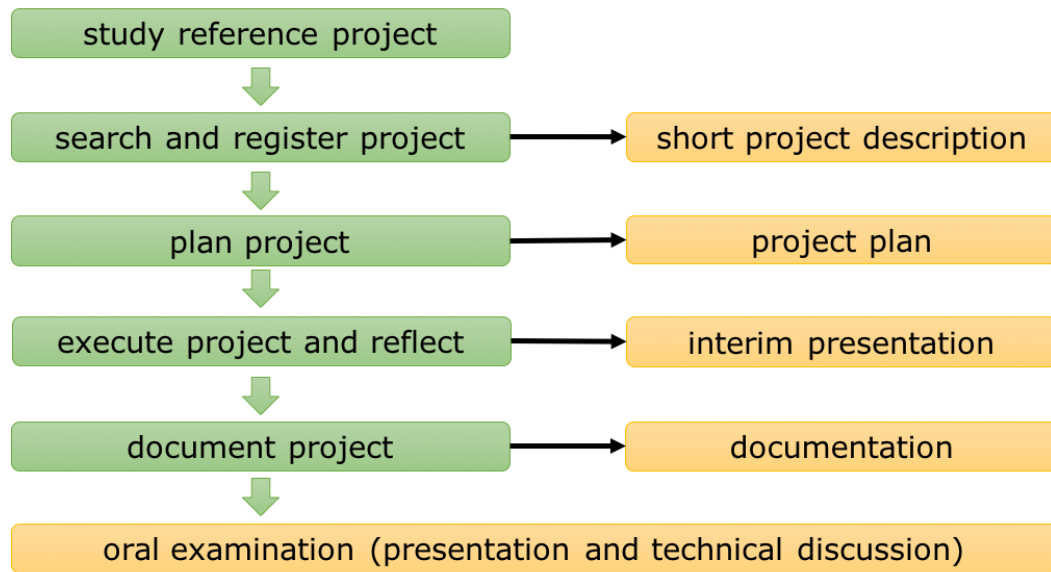 study reference project
search and register project
short project description
plan project
project plan
execute project and reflect
interim presentation
document project
documentation
oral examination (presentation and technical discussion)